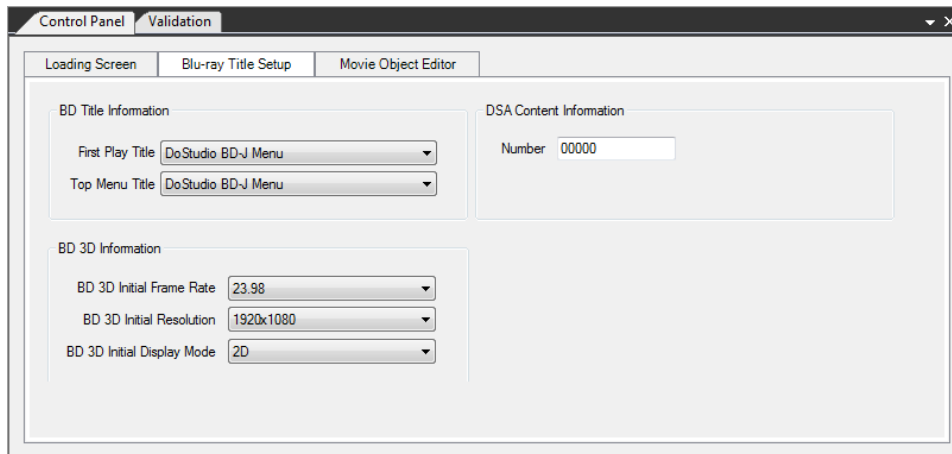 Control Panel Validation
Loading Screen Blu-ray Title Setup Movie Object Editor
BD Title Information
First Play Title DoStudio BD-J Menu
Top Menu Title DoStudio BD-J Menu
DSA Content Information
Number 00000
BD 3D Information
BD 3D Initial Frame Rate 23.98
BD 3D Initial Resolution 1920x1080
BD 3D Initial Display Mode 2D